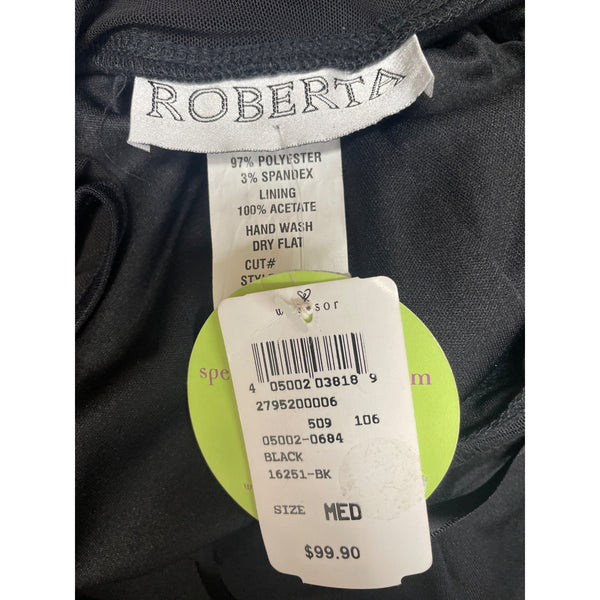 ROBERTA
97% POLYESTER
3% SPANDEX
LINING
100% ACETATE
HAND WASH
DRY FLAT
CUT#
4 05002 03818 9
2795200006
509 106
05002-0684
BLACK
16251-BK
SIZE MED
$99.90